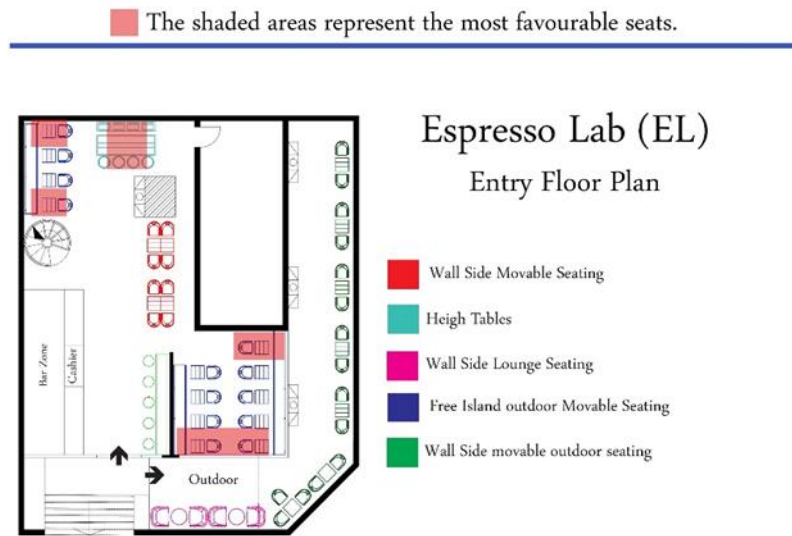 The shaded areas represent the most favourable seats.
Espresso Lab (EL)
Entry Floor Plan
Wall Side Movable Seating
Heigh Tables
Wall Side Lounge Seating
Free Island outdoor Movable Seating
Wall Side movable outdoor seating
Bar Zone
Cashier
Outdoor